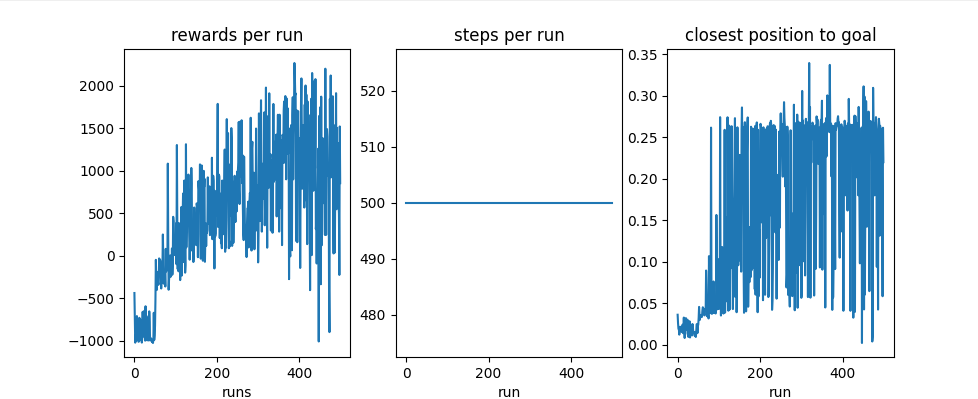 rewards per run
2000
1500
1000
500
0
−500
−1000
0 200 400
runs
steps per run
520
510
500
490
480
0 200 400
run
closest position to goal
0.35
0.30
0.25
0.20
0.15
0.10
0.05
0.00
0 200 400
run